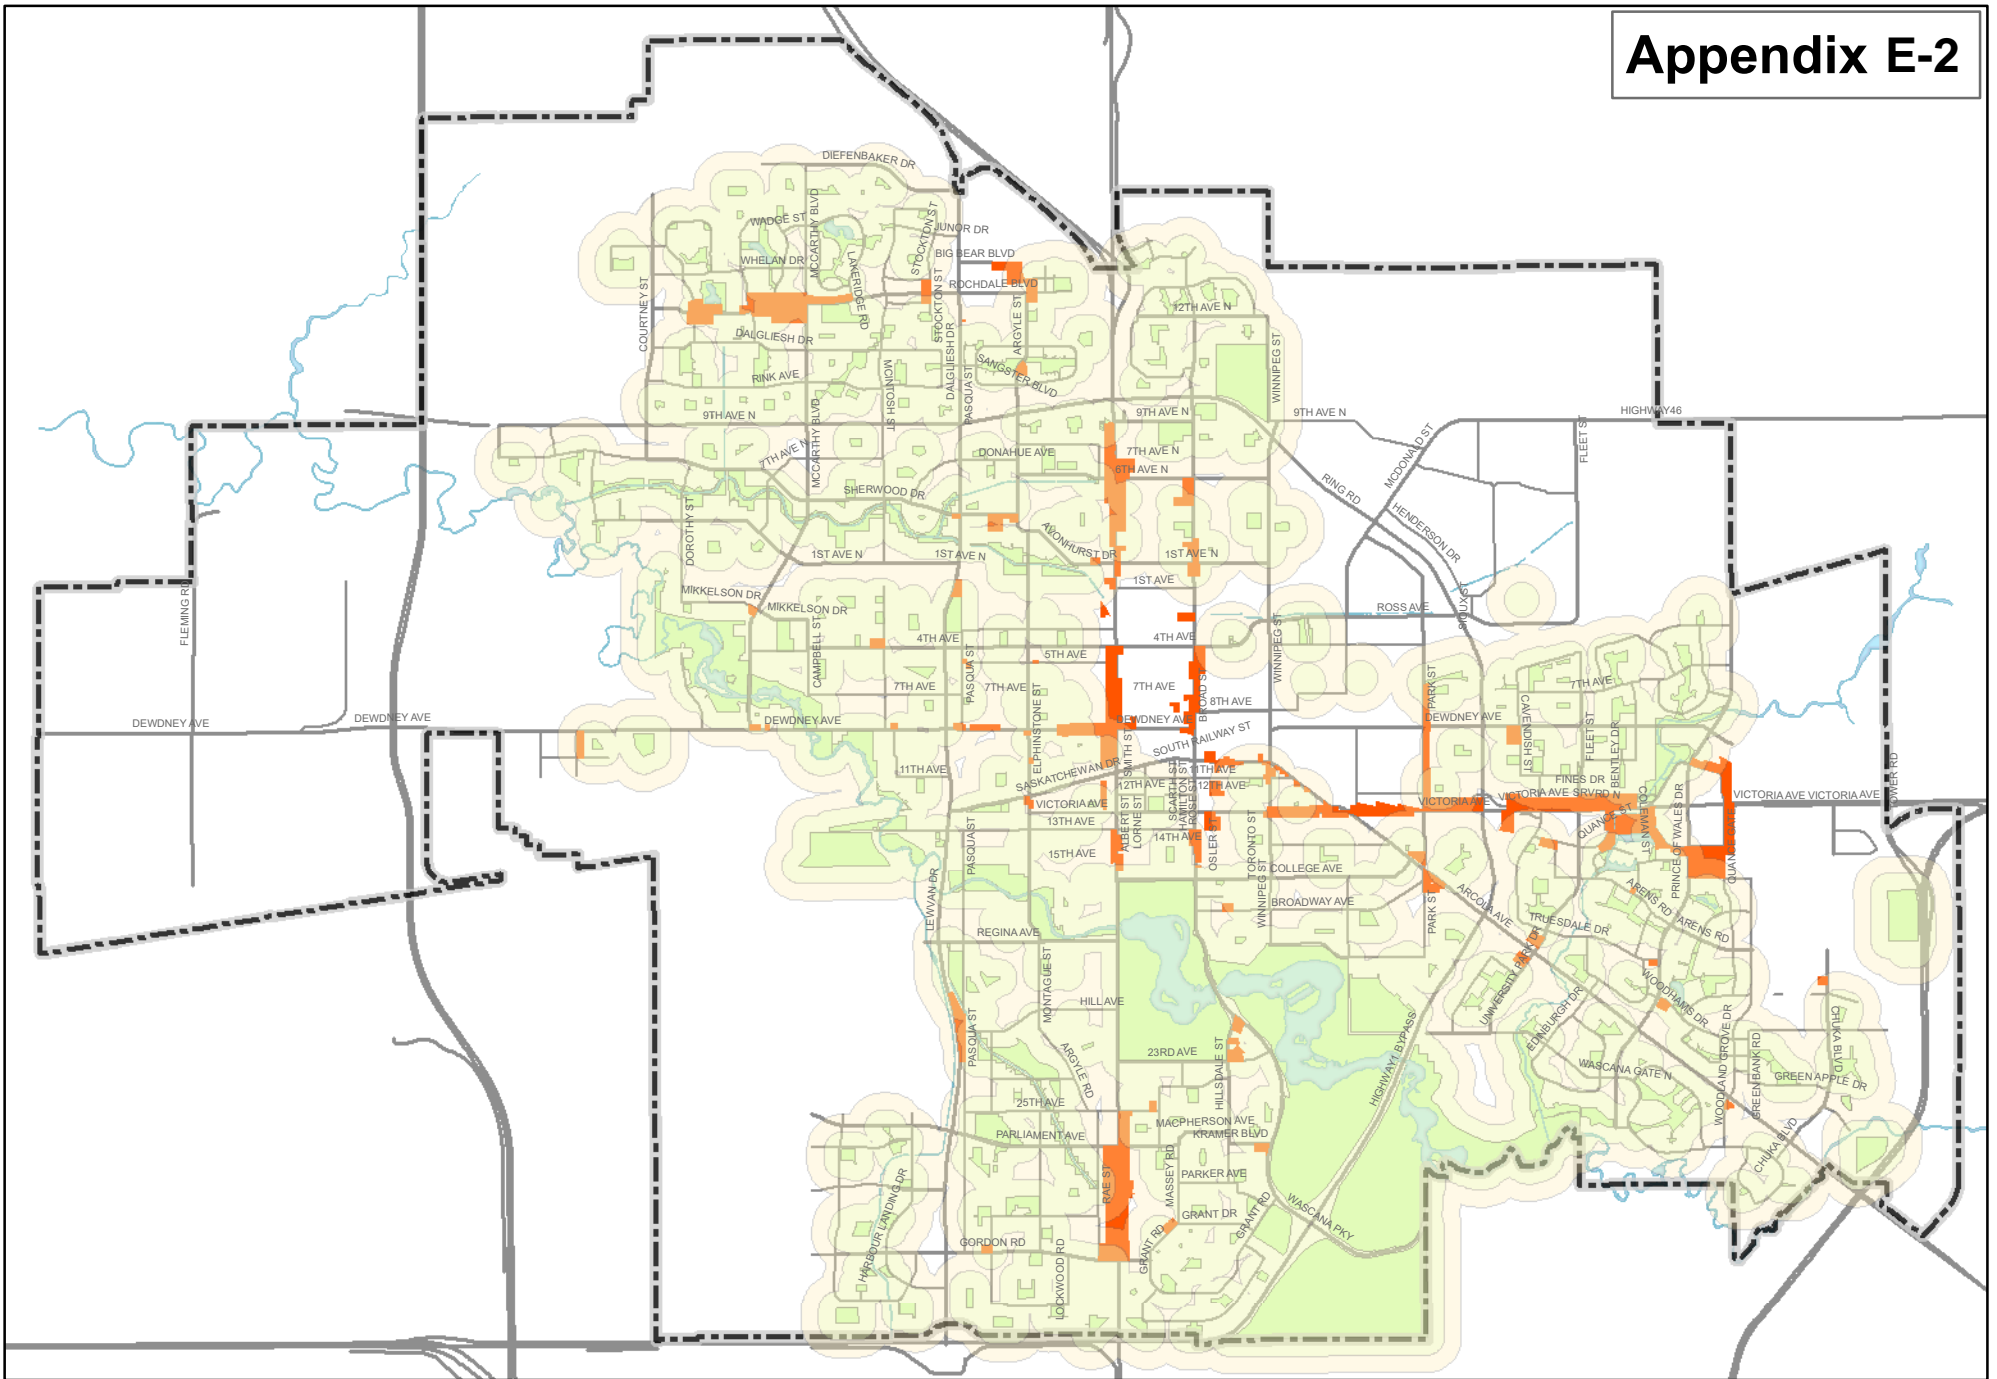 Appendix E-2
DIEFENBAKER DR
WADGE ST
MCCARTHY BLVD
STOCKTON ST
JUNOR DR
BIG BEAR BLVD
WHELAN DR
LAKERIDGE RD
ROCHDALE BLVD
COURTNEY ST
STOCKTON ST
ARGYLE ST
12TH AVE N
DALGLIESH DR
DALGLIESH DR
WINNIPEG ST
SANGSTER BLVD
RINK AVE
MCINTOSH ST
PASQUA ST
9TH AVE N
MCCARTHY BLVD
9TH AVE N
9TH AVE N
HIGHWAY46
FLEET ST
MCDONALD ST
7TH AVE N
DONAHUE AVE
7TH AVE N
6TH AVE N
SHERWOOD DR
RING RD
HENDERSON DR
DOROTHY ST
AVONHURST DR
1ST AVE N
1ST AVE N
1ST AVE N
1ST AVE
FLEMING RD
MIKKELSON DR
MIKKELSON DR
ROSS AVE
SIOUX ST
CAMPBELL ST
4TH AVE
4TH AVE
WINNIPEG ST
5TH AVE
PASQUA ST
7TH AVE
7TH AVE
7TH AVE
BROAD ST
8TH AVE
PARK ST
7TH AVE
CAVENDISH ST
FLEET ST
BENTLEY DR
DEWDNEY AVE
DEWDNEY AVE
DEWDNEY AVE
DEWDNEY AVE
DEWDNEY AVE
ELPHINSTONE ST
SMITH ST
SOUTH RAILWAY ST
11TH AVE
SASKATCHEWAN DR
11TH AVE
12TH AVE
12TH AVE
SCARTH ST
HAMILTON ST
ROSE ST
FINES DR
TOWER RD
VICTORIA AVE
VICTORIA AVE
VICTORIA AVE SRVRD N
VICTORIA AVE
VICTORIA AVE
ALBERT ST
LORNE ST
13TH AVE
14TH AVE
OSLER ST
TORONTO ST
QUANCE ST
COLEMAN ST
PRINCE OF WALES DR
QUANCE GATE
PASQUA ST
15TH AVE
COLLEGE AVE
LEWVAN DR
WINNIPEG ST
BROADWAY AVE
PARK ST
ARCOLA AVE
TRUESDALE DR
ARENS RD
ARENS RD
REGINA AVE
MONTAGUE ST
UNIVERSITY PARK DR
WOODHAMS DR
HILL AVE
EDINBURGH DR
PASQUA ST
ARGYLE RD
23RD AVE
HILLSDALE ST
HIGHWAY1 BYPASS
WASCANA GATE N
WOODLAND GROVE DR
GREENBANK RD
CHUKA BLVD
GREEN APPLE DR
25TH AVE
MACPHERSON AVE
KRAMER BLVD
PARLIAMENT AVE
CHUKA BLVD
HARBOUR LANDING DR
RAE ST
MASSEY RD
PARKER AVE
GRANT DR
GRANT RD
WASCANA PKY
GORDON RD
LOCKWOOD RD
GRANT RD